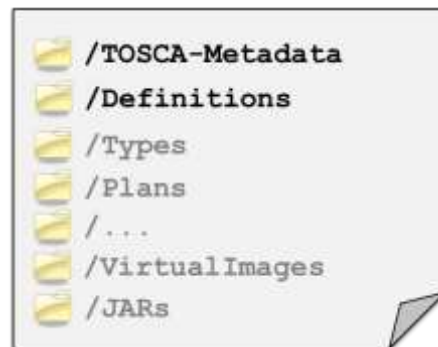 /TOSCA-Metadata
/Definitions
/Types
/Plans
/...
/VirtualImages
/JARs